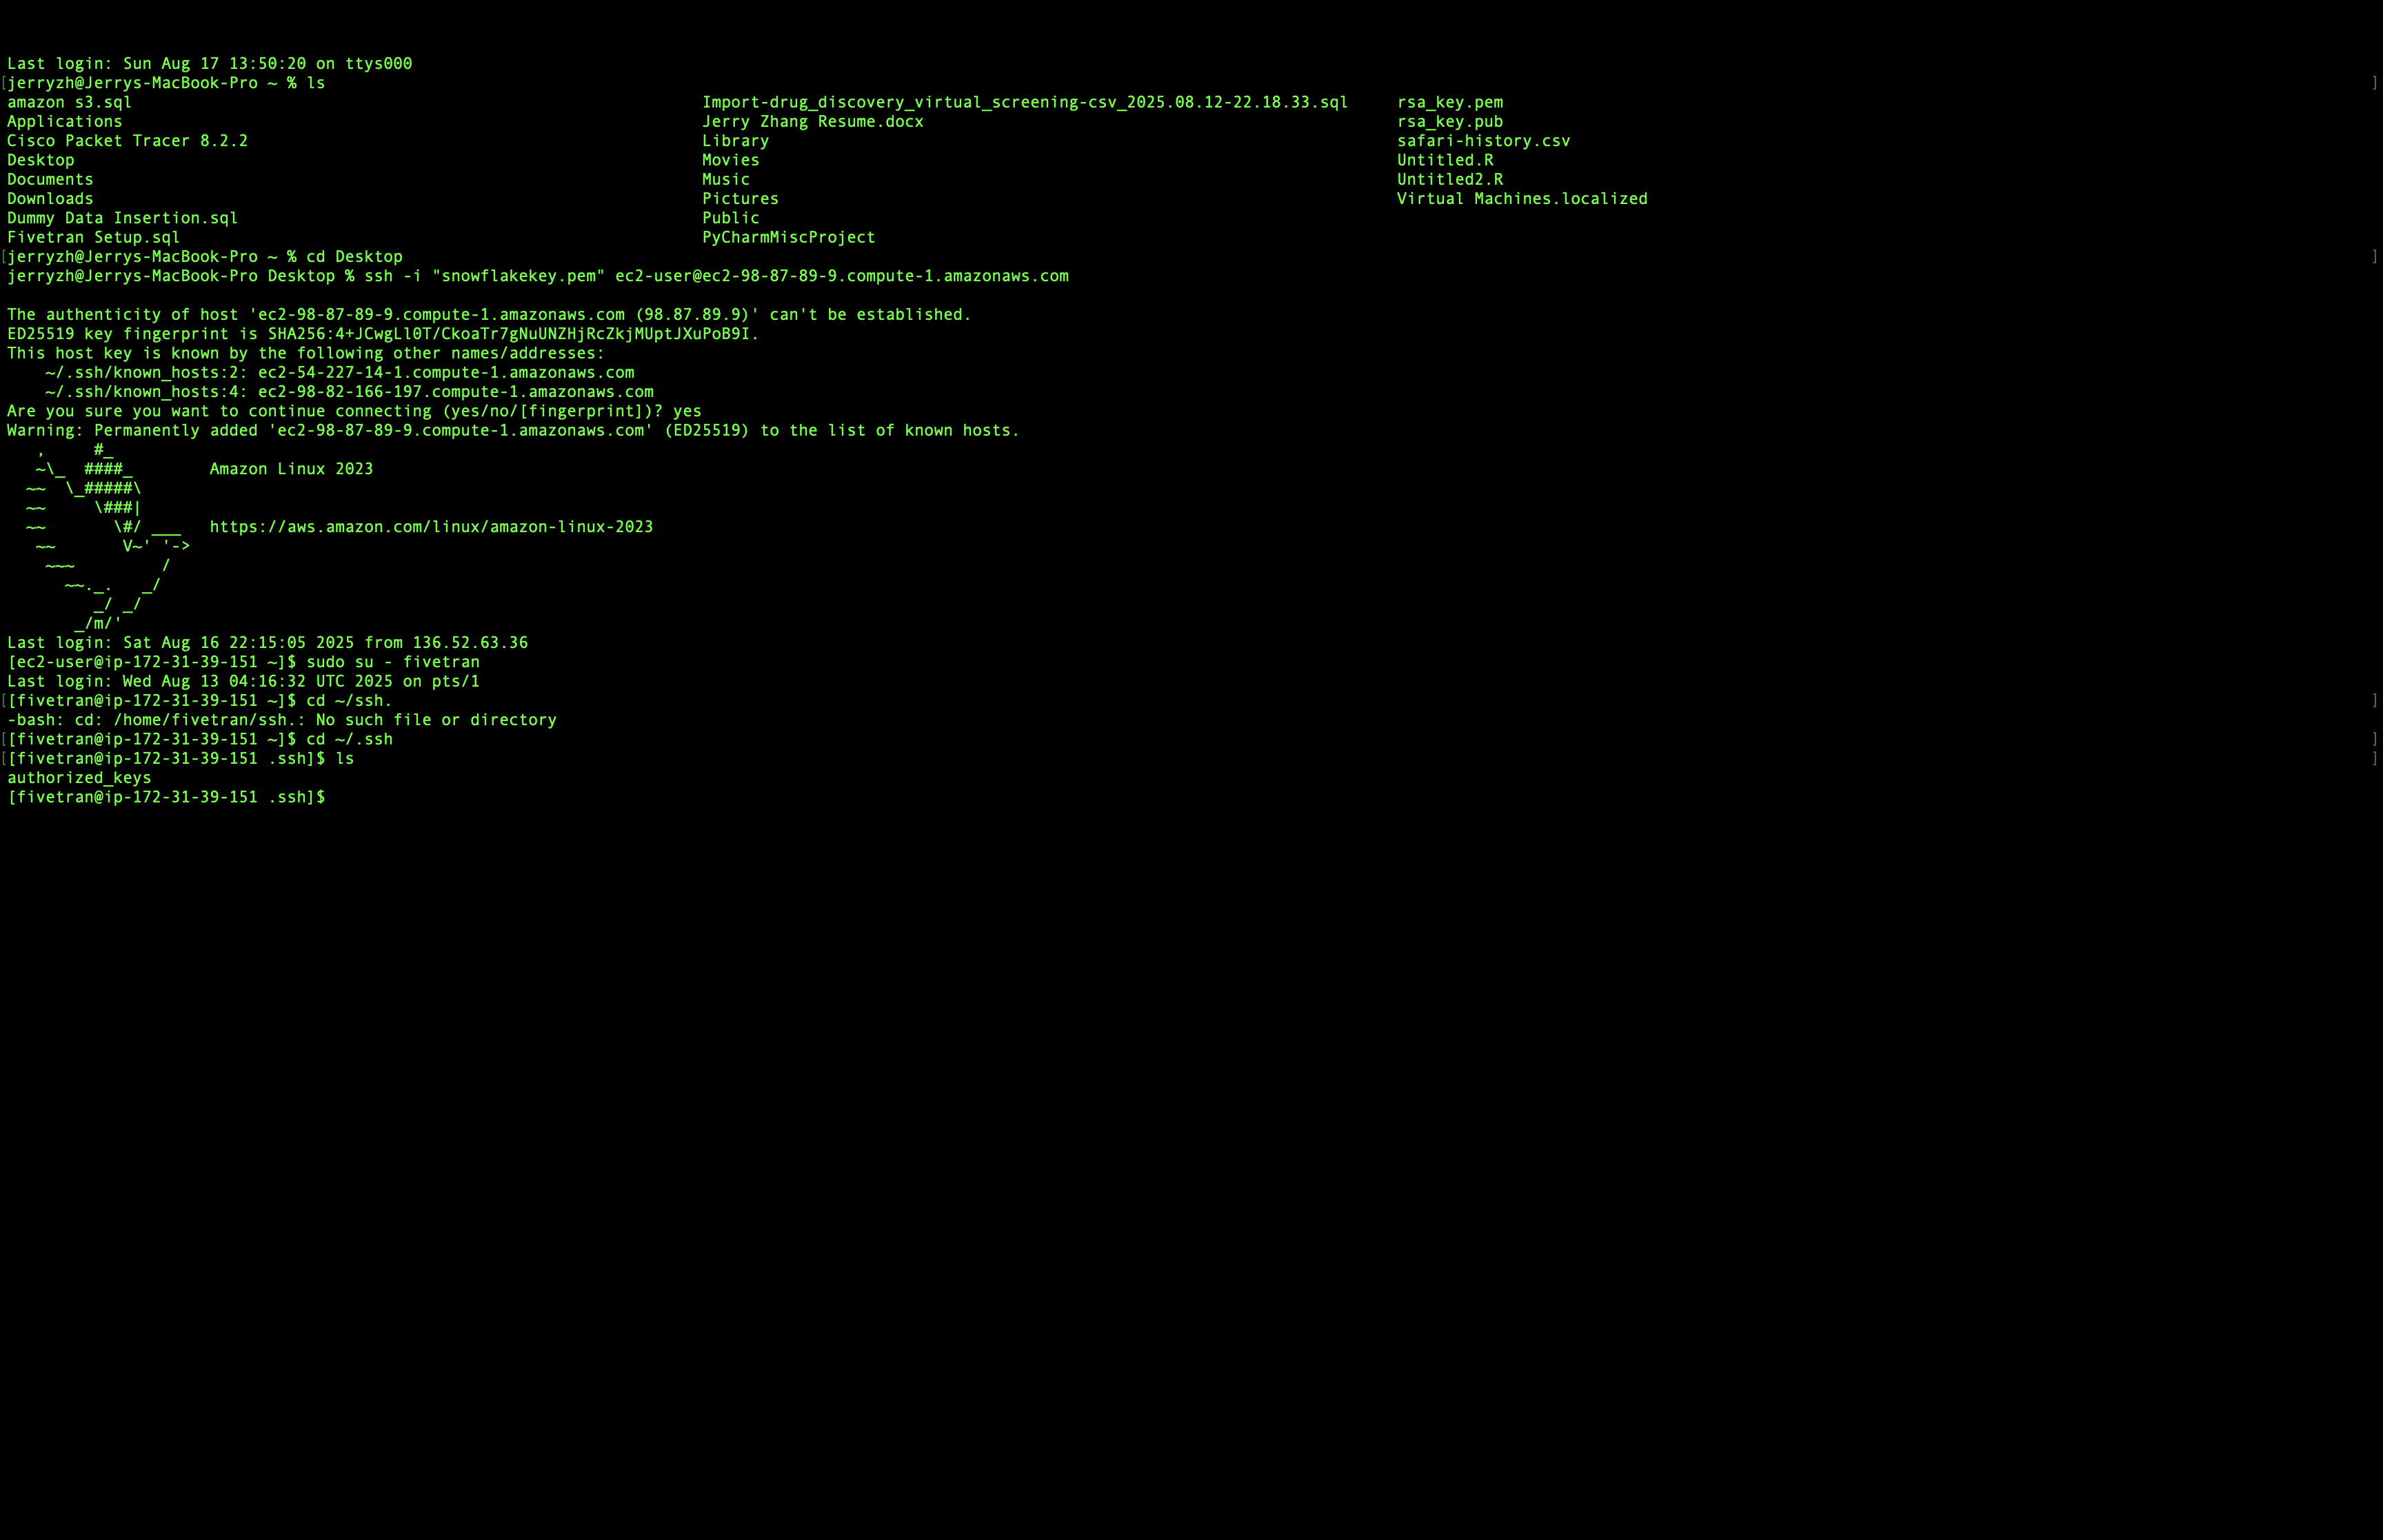 Last login: Sun Aug 17 13:50:20 on ttys000
[jerryzh@Jerrys-MacBook-Pro ~ % ls ]
amazon s3.sql Import-drug_discovery_virtual_screening-csv_2025.08.12-22.18.33.sql rsa_key.pem
Applications Jerry Zhang Resume.docx rsa_key.pub
Cisco Packet Tracer 8.2.2 Library safari-history.csv
Desktop Movies Untitled.R
Documents Music Untitled2.R
Downloads Pictures Virtual Machines.localized
Dummy Data Insertion.sql Public
Fivetran Setup.sql PyCharmMiscProject
[jerryzh@Jerrys-MacBook-Pro ~ % cd Desktop ]
jerryzh@Jerrys-MacBook-Pro Desktop % ssh -i "snowflakekey.pem" ec2-user@ec2-98-87-89-9.compute-1.amazonaws.com
The authenticity of host 'ec2-98-87-89-9.compute-1.amazonaws.com (98.87.89.9)' can't be established.
ED25519 key fingerprint is SHA256:4+JCwgLl0T/CkoaTr7gNuUNZHjRcZkjMUptJXuPoB9I.
This host key is known by the following other names/addresses:
    ~/.ssh/known_hosts:2: ec2-54-227-14-1.compute-1.amazonaws.com
    ~/.ssh/known_hosts:4: ec2-98-82-166-197.compute-1.amazonaws.com
Are you sure you want to continue connecting (yes/no/[fingerprint])? yes
Warning: Permanently added 'ec2-98-87-89-9.compute-1.amazonaws.com' (ED25519) to the list of known hosts.
   ,     #_
   ~\_  ####_        Amazon Linux 2023
  ~~  \_#####\
  ~~     \###|
  ~~       \#/ ___   https://aws.amazon.com/linux/amazon-linux-2023
   ~~       V~' '->
    ~~~         /
      ~~._.   _/
         _/ _/
       _/m/'
Last login: Sat Aug 16 22:15:05 2025 from 136.52.63.36
[ec2-user@ip-172-31-39-151 ~]$ sudo su - fivetran
Last login: Wed Aug 13 04:16:32 UTC 2025 on pts/1
[[fivetran@ip-172-31-39-151 ~]$ cd ~/ssh. ]
-bash: cd: /home/fivetran/ssh.: No such file or directory
[[fivetran@ip-172-31-39-151 ~]$ cd ~/.ssh ]
[[fivetran@ip-172-31-39-151 .ssh]$ ls ]
authorized_keys
[fivetran@ip-172-31-39-151 .ssh]$